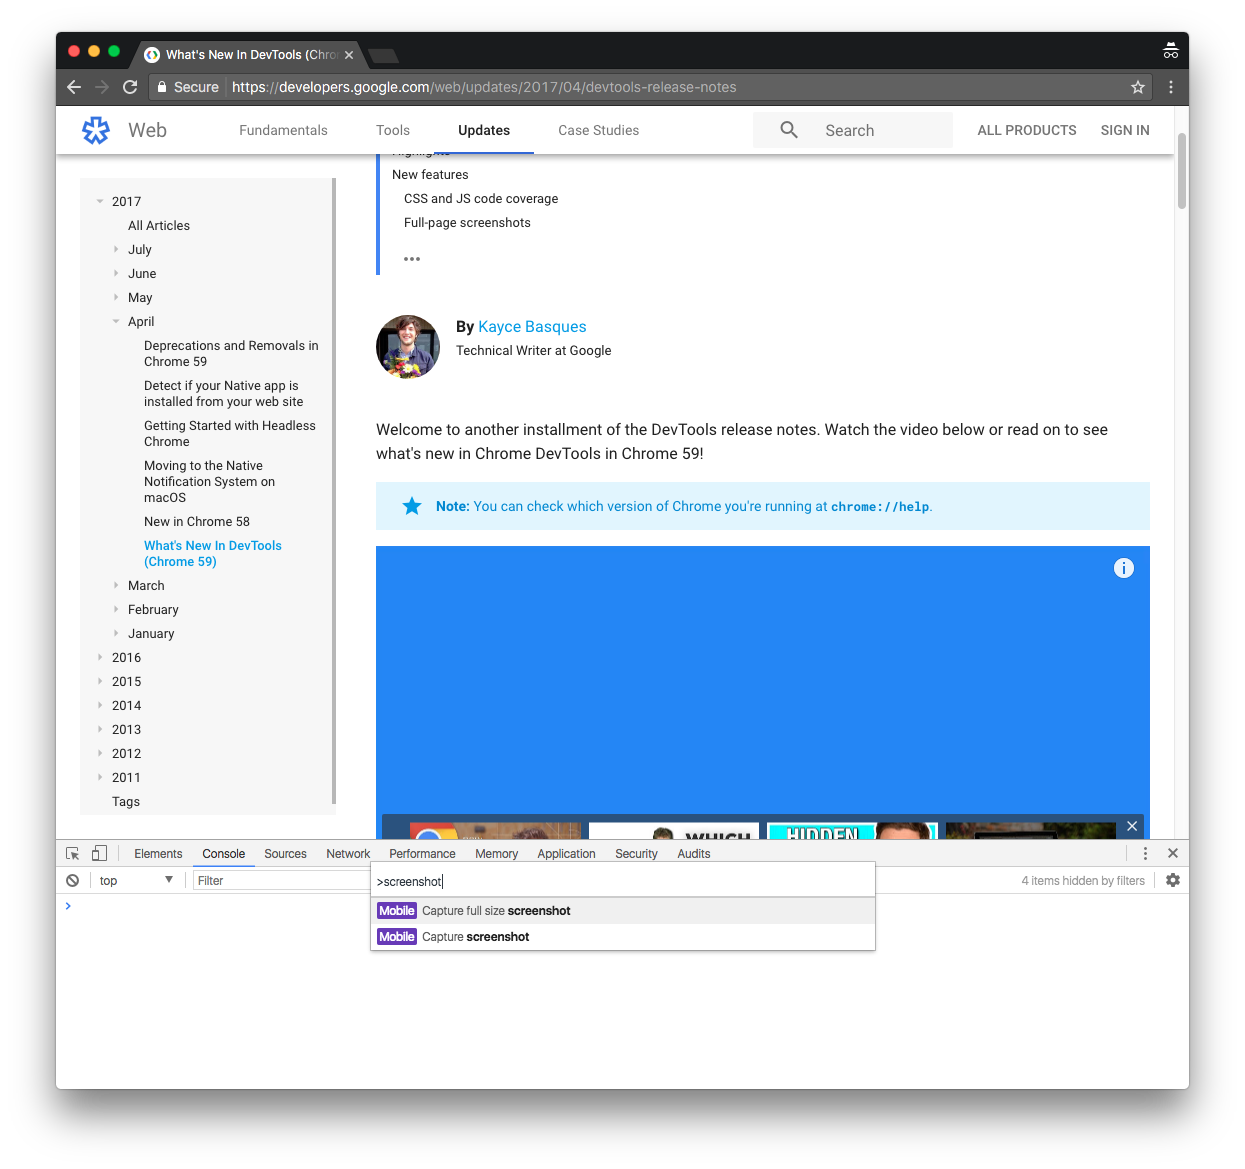 What's New In DevTools (Chro
Secure
https://developers.google.com/web/updates/2017/04/devtools-release-notes
Web
Fundamentals
Tools
Updates
Case Studies
Search
ALL PRODUCTS
SIGN IN
2017
All Articles
July
June
May
April
Deprecations and Removals in
Chrome 59
Detect if your Native app is
installed from your web site
Getting Started with Headless
Chrome
Moving to the Native
Notification System on
macOS
New in Chrome 58
What's New In DevTools
(Chrome 59)
March
February
January
2016
2015
2014
2013
2012
2011
Tags
Highlights
New features
CSS and JS code coverage
Full-page screenshots
•••
By Kayce Basques
Technical Writer at Google
Welcome to another installment of the DevTools release notes. Watch the video below or read on to see
what's new in Chrome DevTools in Chrome 59!
Note: You can check which version of Chrome you're running at chrome://help.
WHICH
HIDDEN
Elements
Console
Sources
Network
Performance
Memory
Application
Security
Audits
top
Filter
4 items hidden by filters
>screenshot
Mobile Capture full size screenshot
Mobile Capture screenshot